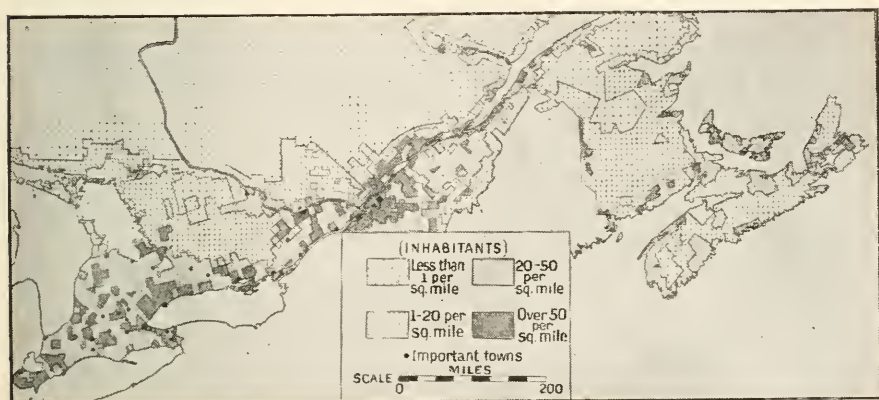 (INHABITANTS)
Less than
1 per
sq. mile
20-50
per
sq. mile
1-20 per
sq. mile
Over 50
per
sq. mile
• Important towns
MILES
SCALE 0 200